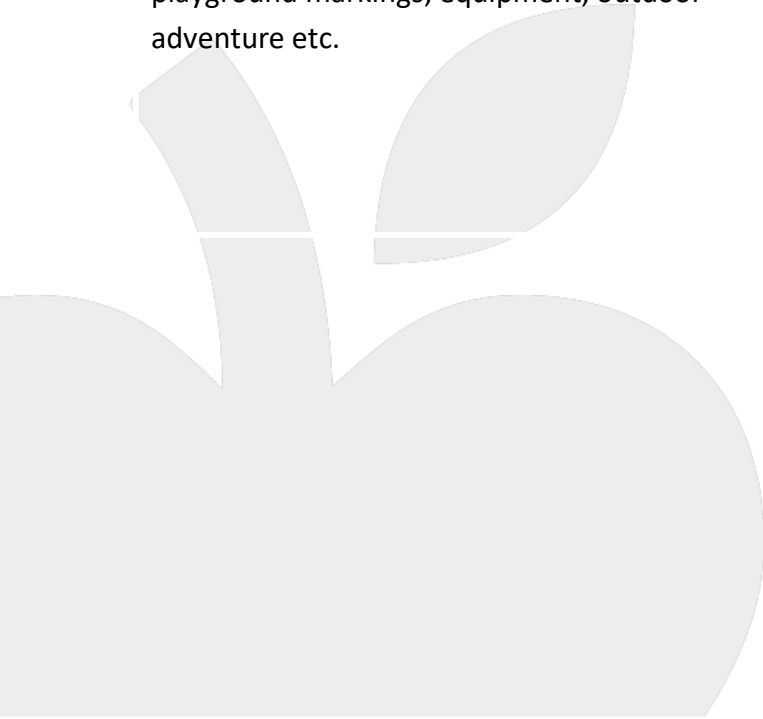 playground markings, equipment, outdoor
adventure etc.